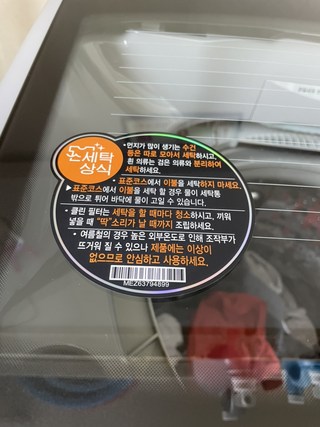 세탁
상식
•먼지가 많이 생기는 수건
등은 따로 모아서 세탁하시고,
흰 의류는 검은 의류와 분리하여
세탁하세요.
•표준코스에서 이불을 세탁하지 마세요.
▶표준코스에서 이불을 세탁 할 경우 물이 세탁통
밖으로 튀어 바닥에 물이 고일 수 있습니다.
•클린 필터는 세탁을 할 때마다 청소하시고, 끼워
넣을 때 "딱"소리가 날 때까지 조립하세요.
•여름철의 경우 높은 외부온도로 인해 조작부가
뜨거워 질 수 있으나 제품에는 이상이
없으므로 안심하고 사용하세요.
MEZ63794899